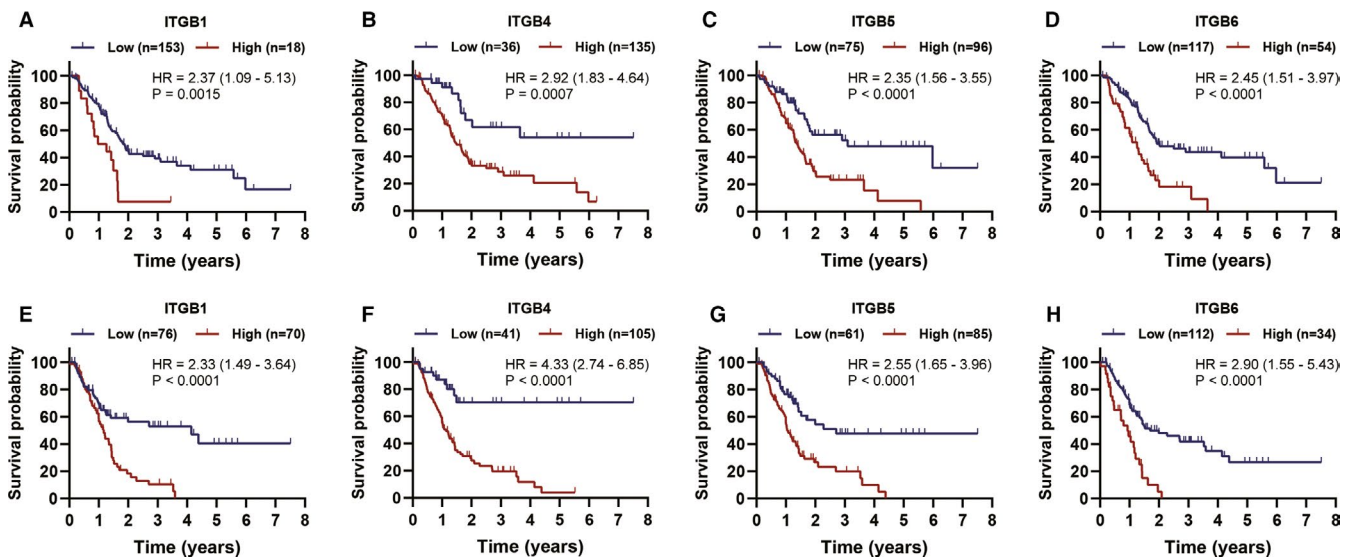 A
ITGB1
Low (n=153) High (n=18)
HR = 2.37 (1.09 - 5.13)
P = 0.0015
Survival probability
100
80
60
40
20
0
0 1 2 3 4 5 6 7 8
Time (years)
B
ITGB4
Low (n=36) High (n=135)
HR = 2.92 (1.83 - 4.64)
P = 0.0007
Survival probability
100
80
60
40
20
0
0 1 2 3 4 5 6 7 8
Time (years)
C
ITGB5
Low (n=75) High (n=96)
HR = 2.35 (1.56 - 3.55)
P < 0.0001
Survival probability
100
80
60
40
20
0
0 1 2 3 4 5 6 7 8
Time (years)
D
ITGB6
Low (n=117) High (n=54)
HR = 2.45 (1.51 - 3.97)
P < 0.0001
Survival probability
100
80
60
40
20
0
0 1 2 3 4 5 6 7 8
Time (years)
E
ITGB1
Low (n=76) High (n=70)
HR = 2.33 (1.49 - 3.64)
P < 0.0001
Survival probability
100
80
60
40
20
0
0 1 2 3 4 5 6 7 8
Time (years)
F
ITGB4
Low (n=41) High (n=105)
HR = 4.33 (2.74 - 6.85)
P < 0.0001
Survival probability
100
80
60
40
20
0
0 1 2 3 4 5 6 7 8
Time (years)
G
ITGB5
Low (n=61) High (n=85)
HR = 2.55 (1.65 - 3.96)
P < 0.0001
Survival probability
100
80
60
40
20
0
0 1 2 3 4 5 6 7 8
Time (years)
H
ITGB6
Low (n=112) High (n=34)
HR = 2.90 (1.55 - 5.43)
P < 0.0001
Survival probability
100
80
60
40
20
0
0 1 2 3 4 5 6 7 8
Time (years)